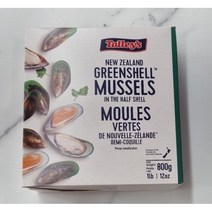 Talley's
NEW ZEALAND
GREENSHELL™
MUSSELS
IN THE HALF SHELL
MOULES
VERTES
DE NOUVELLE-ZÉLANDE
DEMI-COQUILLE
800g
1lb 12oz